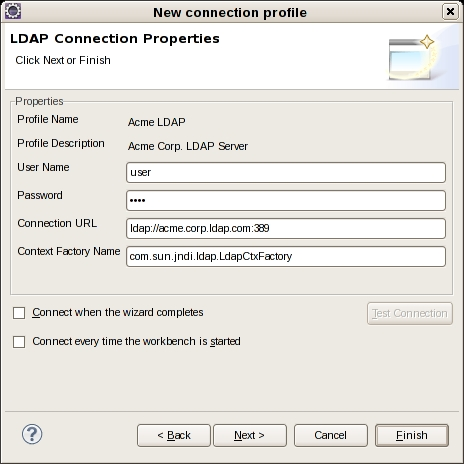 New connection profile
LDAP Connection Properties
Click Next or Finish
Properties
Profile Name Acme LDAP
Profile Description Acme Corp. LDAP Server
User Name user
Password ••••
Connection URL ldap://acme.corp.ldap.com:389
Context Factory Name com.sun.jndi.ldap.LdapCtxFactory
Connect when the wizard completes Test Connection
Connect every time the workbench is started
? < Back Next > Cancel Finish